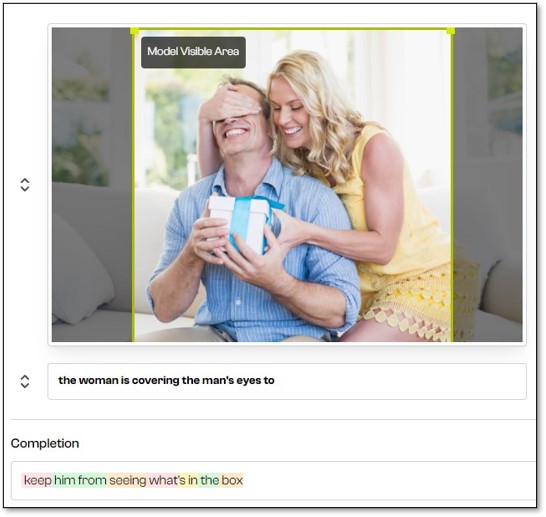 Model Visible Area
the woman is covering the man's eyes to
Completion
keep him from seeing what's in the box